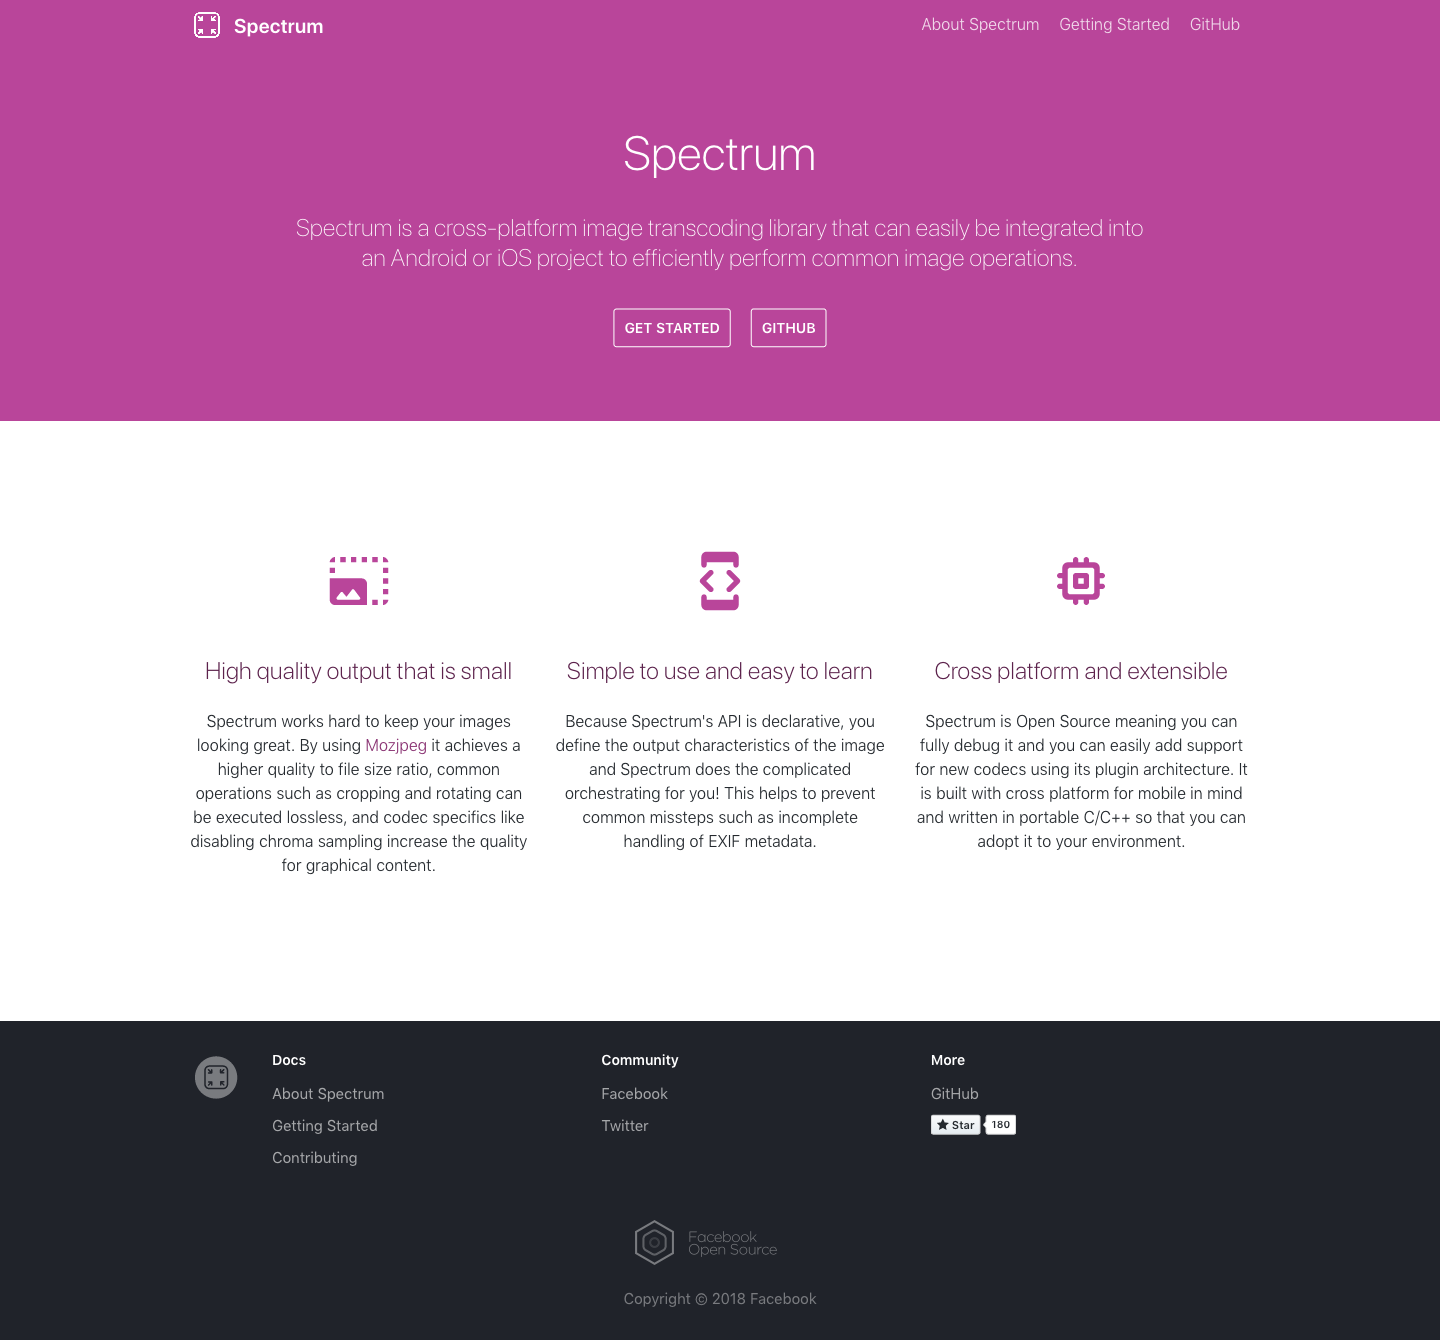 Spectrum
About Spectrum Getting Started GitHub
Spectrum
Spectrum is a cross-platform image transcoding library that can easily be integrated into
an Android or iOS project to efficiently perform common image operations.
GET STARTED GITHUB
High quality output that is small
Spectrum works hard to keep your images
looking great. By using Mozjpeg it achieves a
higher quality to file size ratio, common
operations such as cropping and rotating can
be executed lossless, and codec specifics like
disabling chroma sampling increase the quality
for graphical content.
Simple to use and easy to learn
Because Spectrum's API is declarative, you
define the output characteristics of the image
and Spectrum does the complicated
orchestrating for you! This helps to prevent
common missteps such as incomplete
handling of EXIF metadata.
Cross platform and extensible
Spectrum is Open Source meaning you can
fully debug it and you can easily add support
for new codecs using its plugin architecture. It
is built with cross platform for mobile in mind
and written in portable C/C++ so that you can
adopt it to your environment.
Docs
About Spectrum
Getting Started
Contributing
Community
Facebook
Twitter
More
GitHub
Star 180
Facebook
Open Source
Copyright © 2018 Facebook